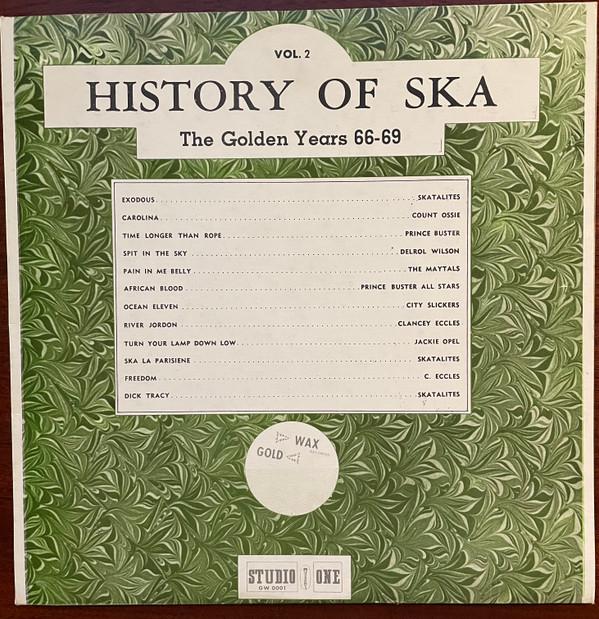 VOL. 2
HISTORY OF SKA
The Golden Years 66-69
EXODOUS SKATALITES
CAROLINA COUNT OSSIE
TIME LONGER THAN ROPE PRINCE BUSTER
SPIT IN THE SKY DELROL WILSON
PAIN IN ME BELLY THE MAYTALS
AFRICAN BLOOD PRINCE BUSTER ALL STARS
OCEAN ELEVEN CITY SLICKERS
RIVER JORDON CLANCEY ECCLES
TURN YOUR LAMP DOWN LOW JACKIE OPEL
SKA LA PARISIENE SKATALITES
FREEDOM C. ECCLES
DICK TRACY SKATALITES
WAX
GOLD
RECORDS
STUDIO ONE
GW 0001